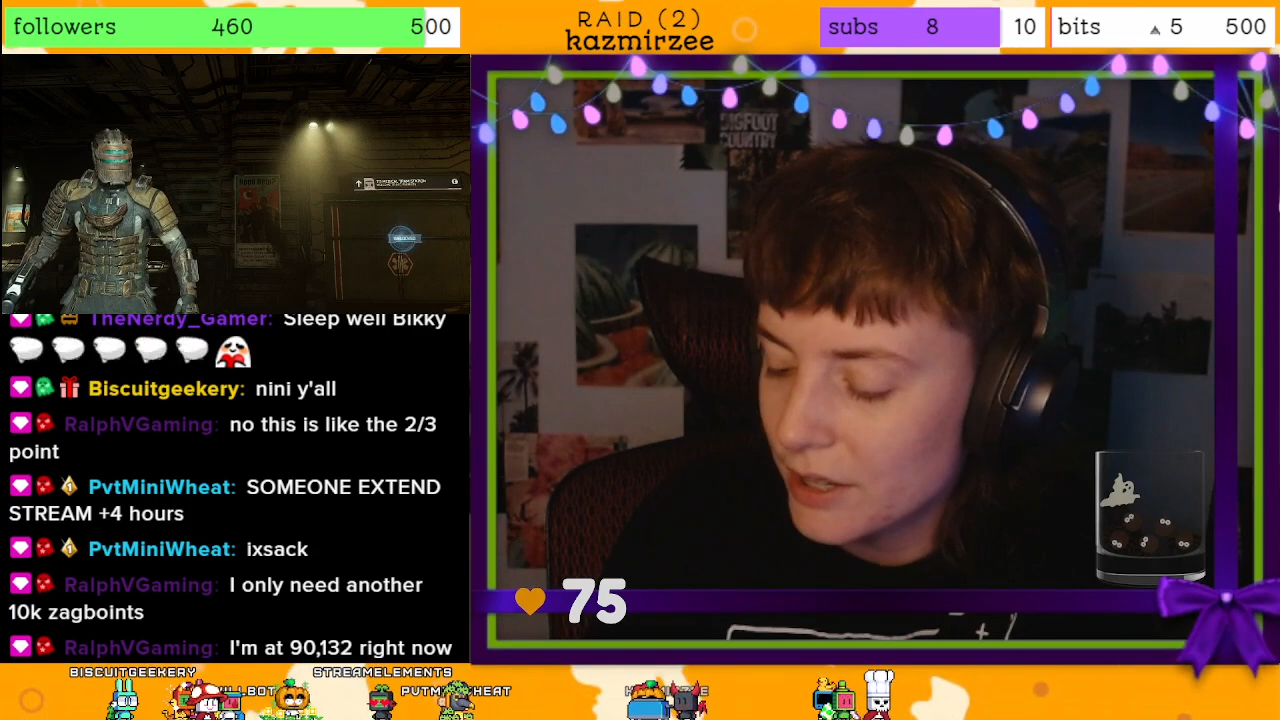 followers 460 500
RAID (2)
kazmirzee
subs 8 10
bits ▲ 5 500
BIGFOOT
COUNTRY
TheNerdy_Gamer: Sleep well Bikky
Biscuitgeekery: nini y'all
RalphVGaming: no this is like the 2/3
point
PvtMiniWheat: SOMEONE EXTEND
STREAM +4 hours
PvtMiniWheat: ixsack
RalphVGaming: I only need another
10k zagboints
RalphVGaming: I'm at 90,132 right now
75
BISCUITGEEKERY
STREAMELEMENTS